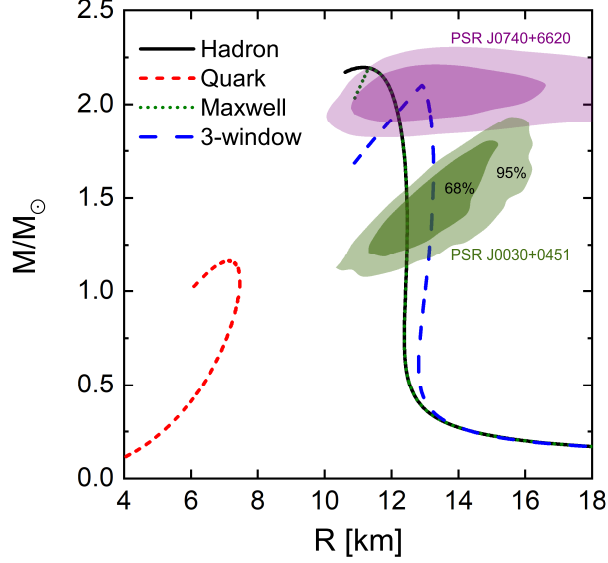 2.5
2.0
1.5
1.0
0.5
0.0
M/M☉
Hadron
Quark
Maxwell
3-window
PSR J0740+6620
68%
95%
PSR J0030+0451
4 6 8 10 12 14 16 18
R [km]